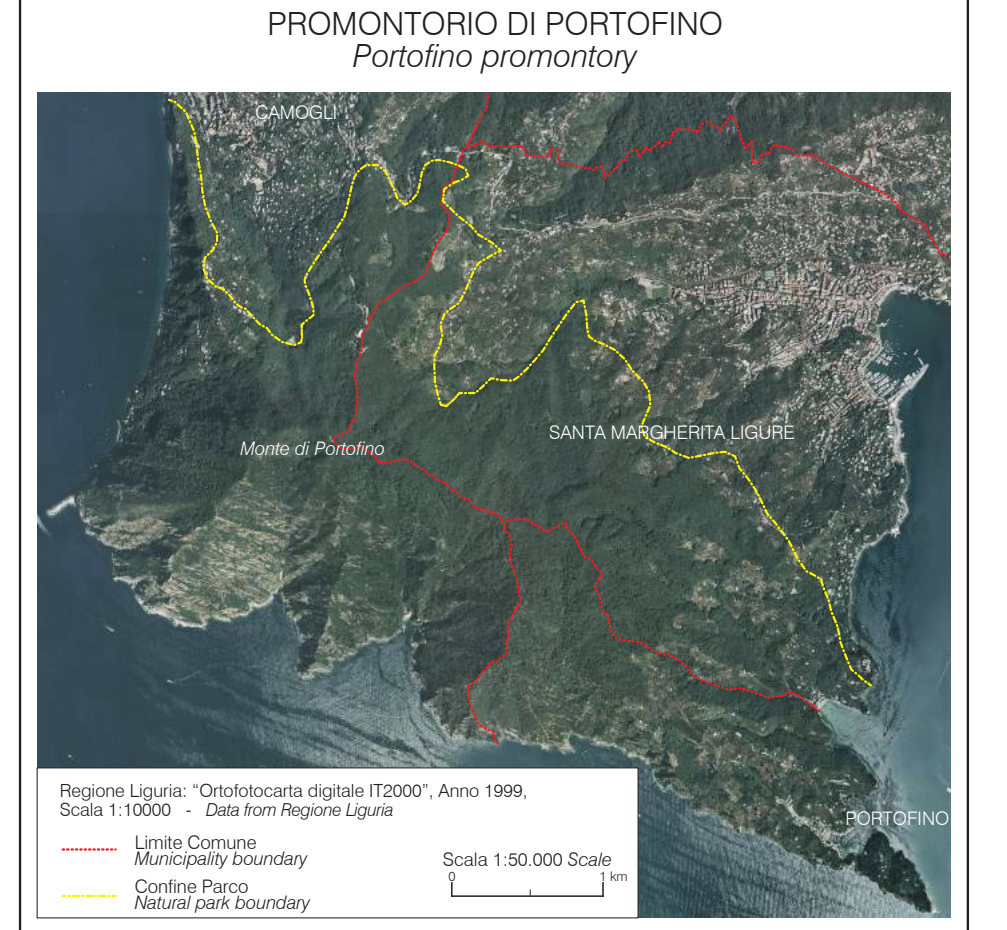 PROMONTORIO DI PORTOFINO
Portofino promontory
CAMOGLI
SANTA MARGHERITA LIGURE
Monte di Portofino
PORTOFINO
Regione Liguria: “Ortofotocarta digitale IT2000”, Anno 1999,
Scala 1:10000 - Data from Regione Liguria
Limite Comune
Municipality boundary
Confine Parco
Natural park boundary
Scala 1:50.000 Scale
0 1 km